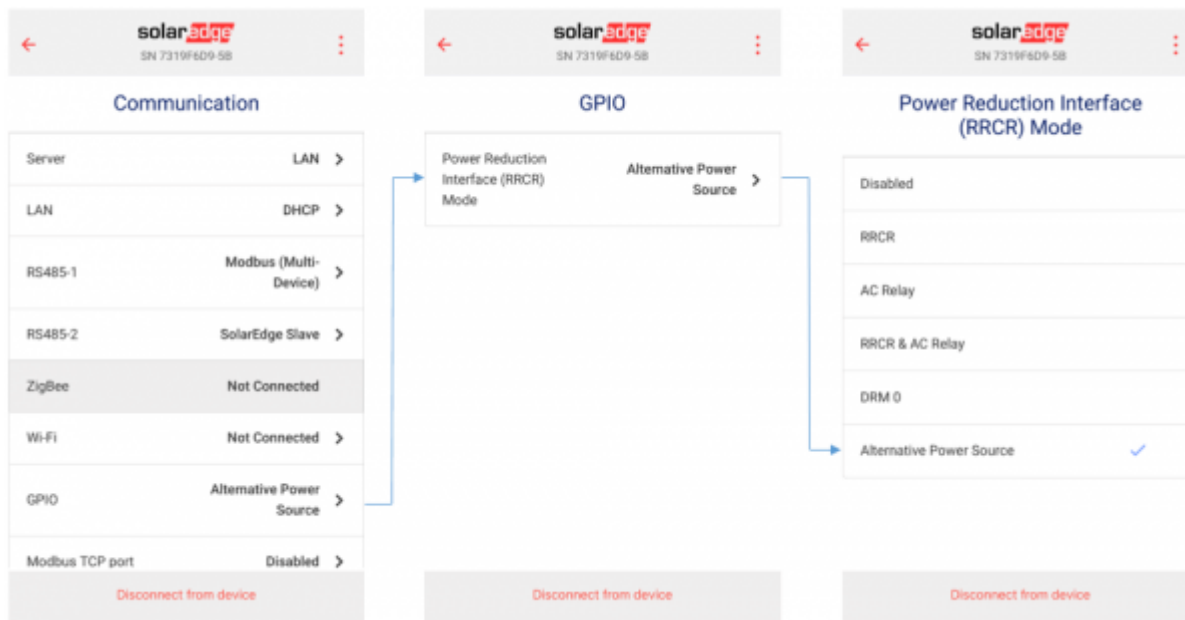 solaredge
SN 7319F6D9-5B
Communication
Server LAN
LAN DHCP
RS485-1 Modbus (Multi-
Device)
RS485-2 SolarEdge Slave
ZigBee Not Connected
Wi-Fi Not Connected
GPIO Alternative Power
Source
Modbus TCP port Disabled
Disconnect from device
solaredge
SN 7319F6D9-5B
GPIO
Power Reduction
Interface (RRCR)
Mode
Alternative Power
Source
Disconnect from device
solaredge
SN 7319F6D9-5B
Power Reduction Interface
(RRCR) Mode
Disabled
RRCR
AC Relay
RRCR & AC Relay
DRM 0
Alternative Power Source
Disconnect from device